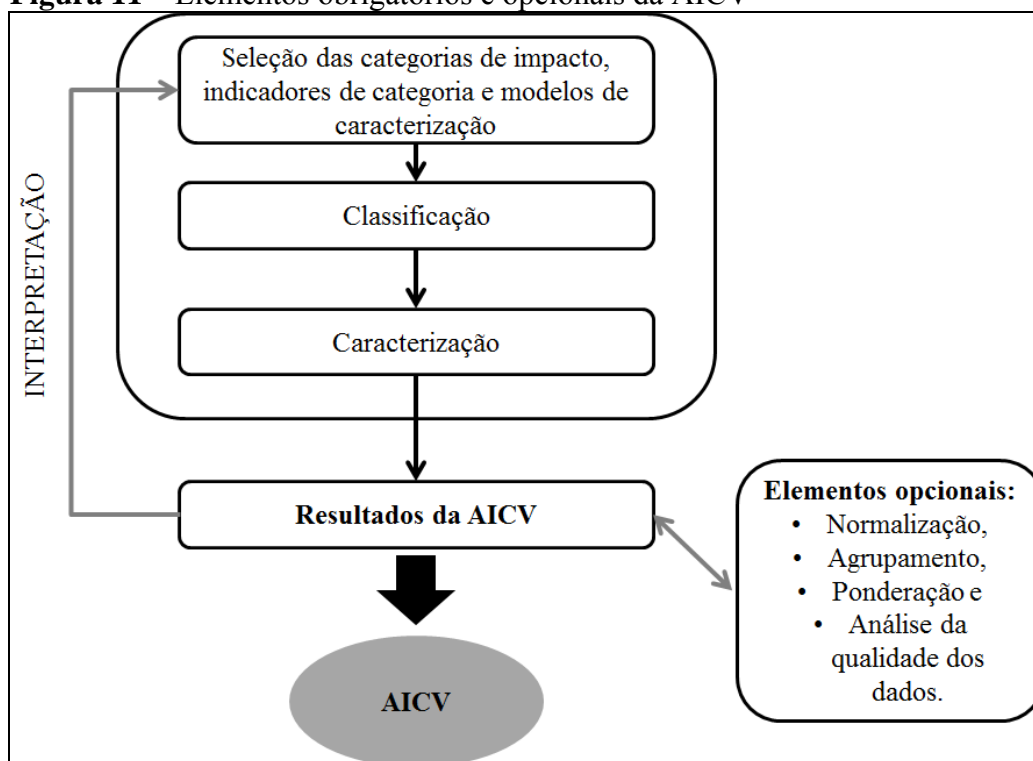 Figura 11 – Elementos obrigatórios e opcionais da AICV
Seleção das categorias de impacto,
indicadores de categoria e modelos de
caracterização
Classificação
Caracterização
INTERPRETAÇÃO
Resultados da AICV
Elementos opcionais:
• Normalização,
• Agrupamento,
• Ponderação e
• Análise da
qualidade dos
dados.
AICV